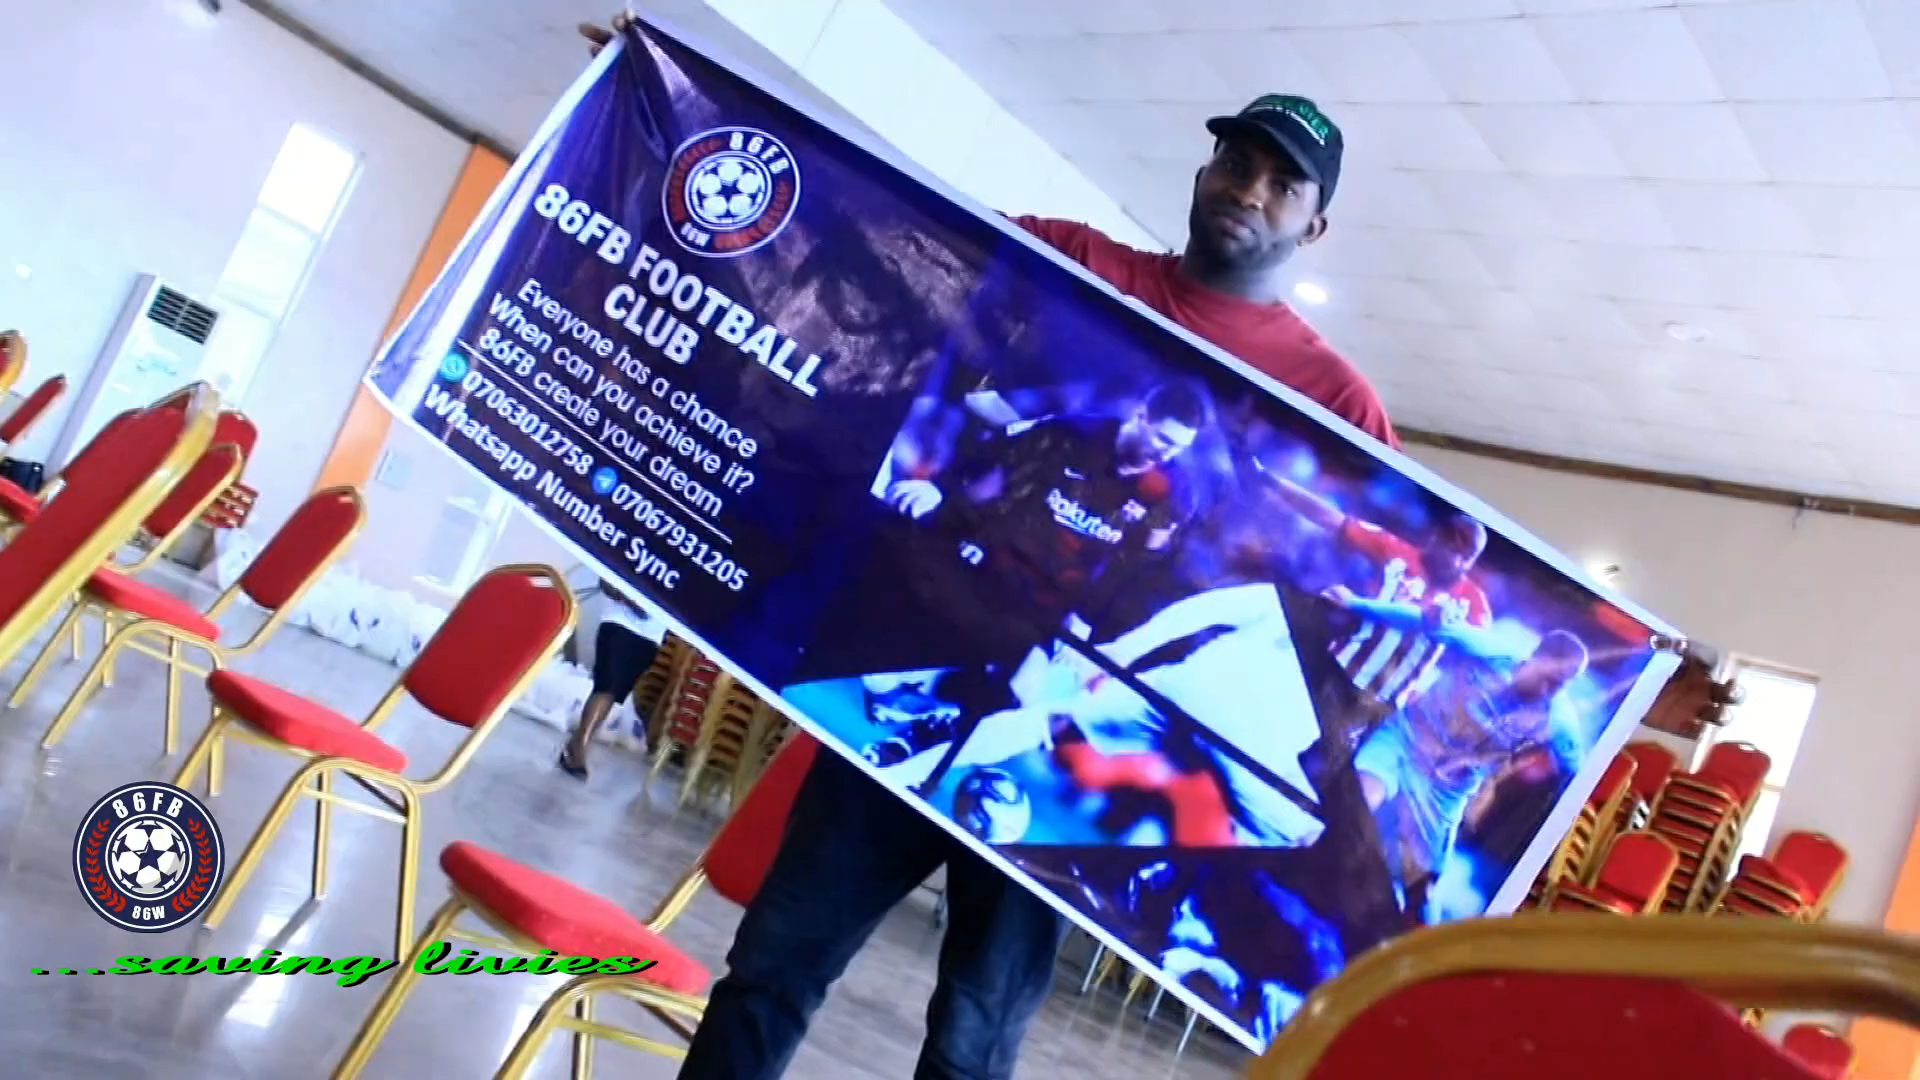 86FB
86W
86FB FOOTBALL
CLUB
Everyone has a chance
When can you achieve it?
86FB create your dream
07063012758 07067931205
Whatsapp Number Sync
Rakuten
86FB
86W
...saving livies